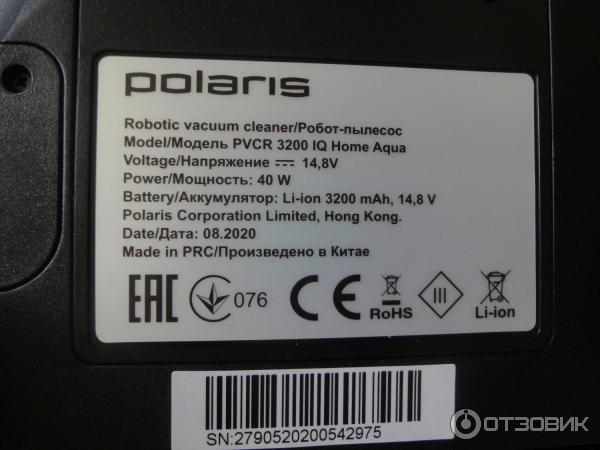 polaris
Robotic vacuum cleaner/Робот-пылесос
Model/Модель PVCR 3200 IQ Home Aqua
Voltage/Напряжение 14,8V
Power/Мощность: 40 W
Battery/Аккумулятор: Li-ion 3200 mAh, 14,8 V
Polaris Corporation Limited, Hong Kong.
Date/Дата: 08.2020
Made in PRC/Произведено в Китае
EAC 076 CE RoHS III Li-ion
SN:2790520200542975
ОТЗОВИК